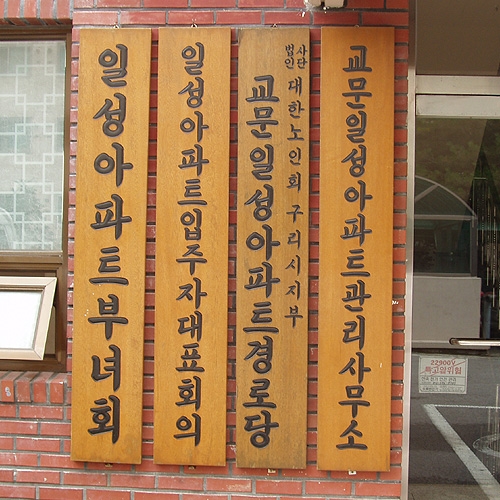 일성아파트부녀회
일성아파트입주자대표회의
사단
법인
대한노인회 구리시지부
교문일성아파트경로당
교문일성아파트관리사무소
22900V
특고압위험